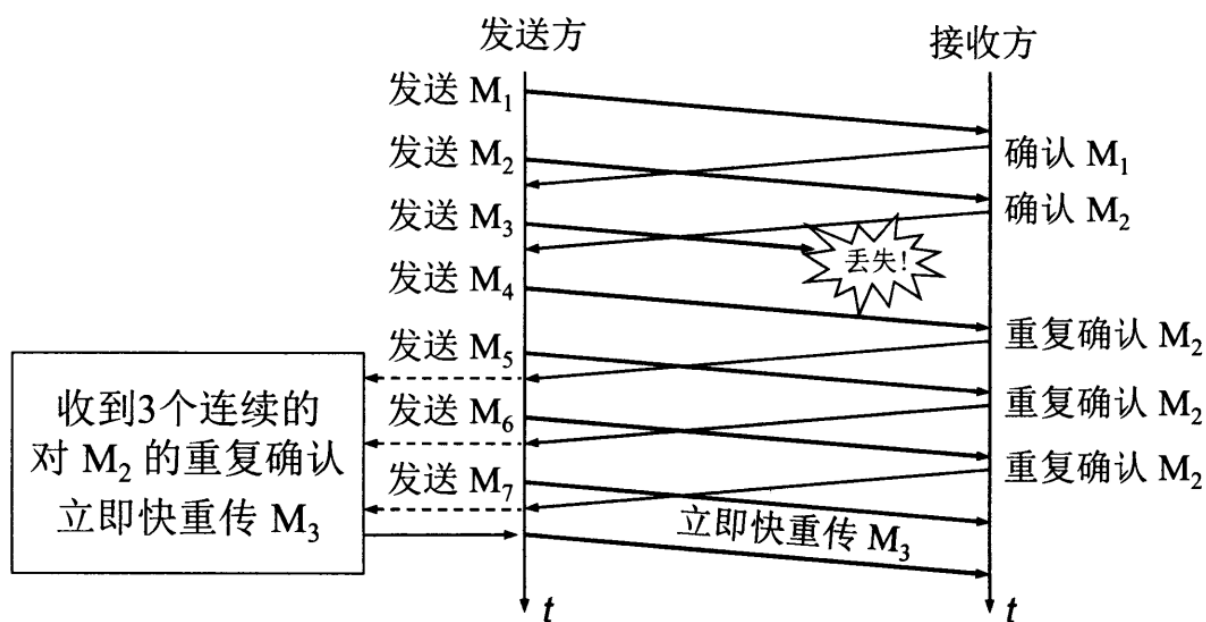 发送方
接收方
发送 M₁
发送 M₂
确认 M₁
发送 M₃
确认 M₂
丢失!
发送 M₄
重复确认 M₂
发送 M₅
重复确认 M₂
发送 M₆
重复确认 M₂
发送 M₇
收到3个连续的
对 M₂ 的重复确认
立即快重传 M₃
立即快重传 M₃
t
t